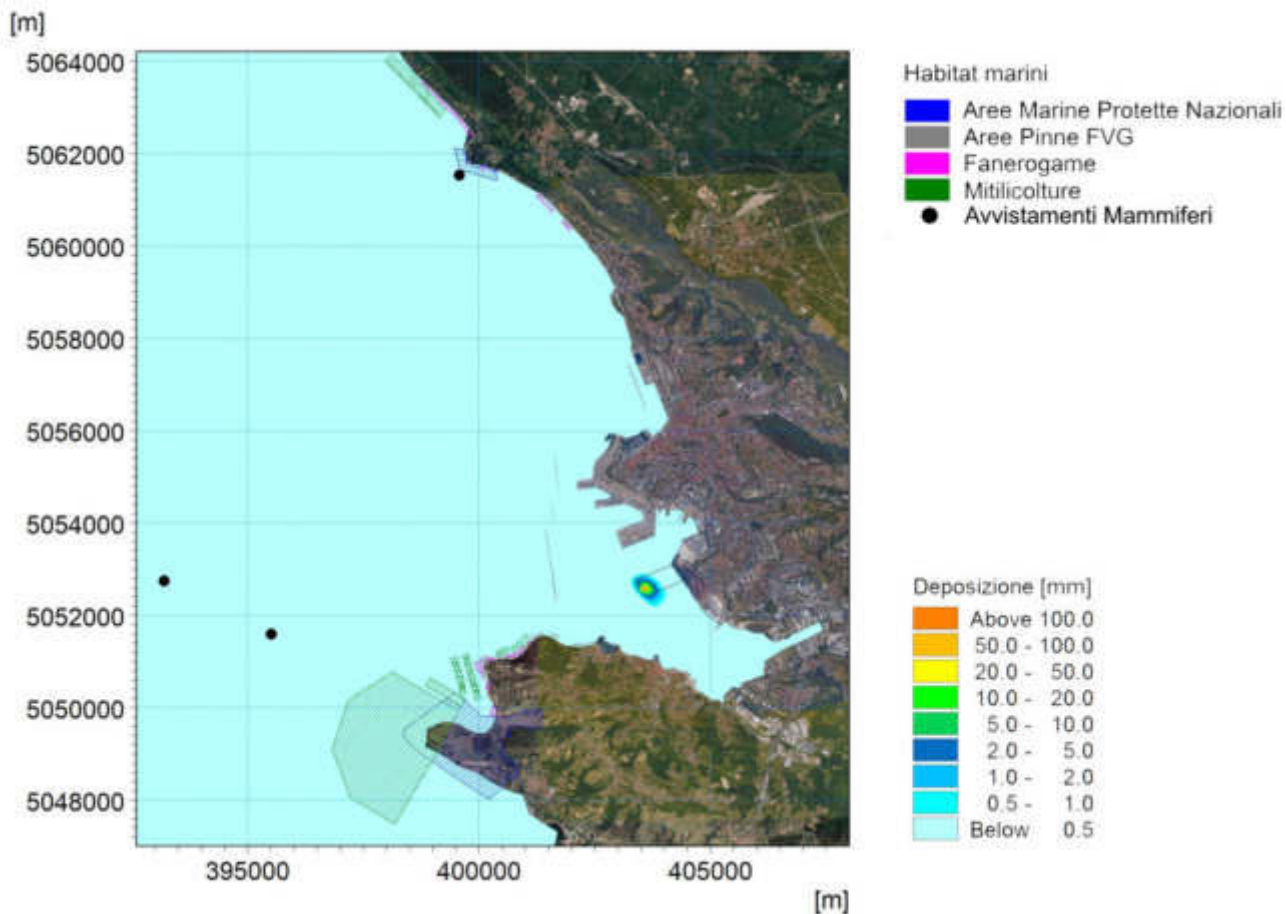 [m]
5064000
5062000
5060000
5058000
5056000
5054000
5052000
5050000
5048000
395000
400000
405000
[m]
Habitat marini
Aree Marine Protette Nazionali
Aree Pinne FVG
Fanerogame
Mitilicolture
Avvistamenti Mammiferi
Deposizione [mm]
Above 100.0
50.0 - 100.0
20.0 - 50.0
10.0 - 20.0
5.0 - 10.0
2.0 - 5.0
1.0 - 2.0
0.5 - 1.0
Below 0.5